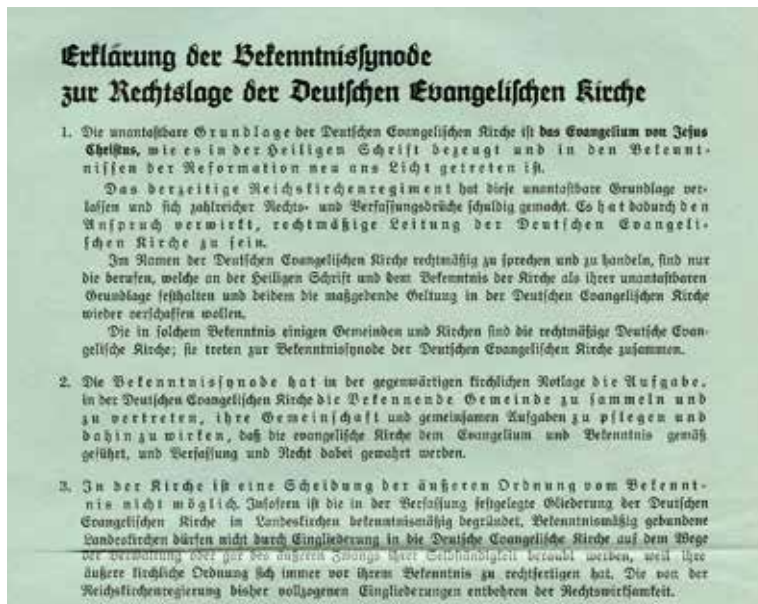 Erklärung der Bekenntnissynode
zur Rechtslage der Deutschen Evangelischen Kirche
1. Die unantastbare Grundlage der Deutschen Evangelischen Kirche ist das Evangelium von Jesus
Christus, wie es in der Heiligen Schrift bezeugt und in den Bekennt-
nissen der Reformation neu ans Licht getreten ist.
Das derzeitige Reichskirchenregiment hat diese unantastbare Grundlage ver-
lassen und sich zahlreicher Rechts- und Verfassungsbrüche schuldig gemacht. Es hat dadurch den
Anspruch verwirkt, rechtmäßige Leitung der Deutschen Evangeli-
schen Kirche zu sein.
Im Namen der Deutschen Evangelischen Kirche rechtmäßig zu sprechen und zu handeln, sind nur
die berufen, welche an der Heiligen Schrift und dem Bekenntnis der Kirche als ihrer unantastbaren
Grundlage festhalten und beidem die maßgebende Geltung in der Deutschen Evangelischen Kirche
wieder verschaffen wollen.
Die in solchem Bekenntnis einigen Gemeinden und Kirchen sind die rechtmäßige Deutsche Evan-
gelische Kirche; sie treten zur Bekenntnissynode der Deutschen Evangelischen Kirche zusammen.
2. Die Bekenntnissynode hat in der gegenwärtigen kirchlichen Notlage die Aufgabe,
in der Deutschen Evangelischen Kirche die Bekennende Gemeinde zu sammeln und
zu vertreten, ihre Gemeinschaft und gemeinsamen Aufgaben zu pflegen und
dahin zu wirken, daß die evangelische Kirche dem Evangelium und Bekenntnis gemäß
geführt, und Verfassung und Recht dabei gewahrt werden.
3. In der Kirche ist eine Scheidung der äußeren Ordnung vom Bekennt-
nis nicht möglich. Insofern ist die in der Verfassung festgelegte Gliederung der Deutschen
Evangelischen Kirche in Landeskirchen bekenntnismäßig begründet. Bekenntnismäßig gebundene
Landeskirchen dürfen nicht durch Eingliederung in die Deutsche Evangelische Kirche auf dem Wege
der Verwaltung oder gar des äußeren Zwangs ihrer Selbständigkeit beraubt werden, weil ihre
äußere kirchliche Ordnung sich immer vor ihrem Bekenntnis zu rechtfertigen hat. Die von der
Reichskirchenregierung bisher vollzogenen Eingliederungen entbehren der Rechtswirksamkeit.